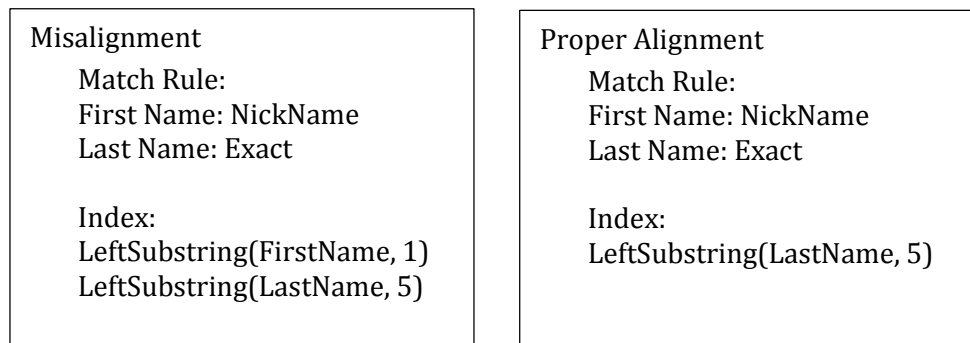 Misalignment
Match Rule:
First Name: NickName
Last Name: Exact
Index:
LeftSubstring(FirstName, 1)
LeftSubstring(LastName, 5)
Proper Alignment
Match Rule:
First Name: NickName
Last Name: Exact
Index:
LeftSubstring(LastName, 5)